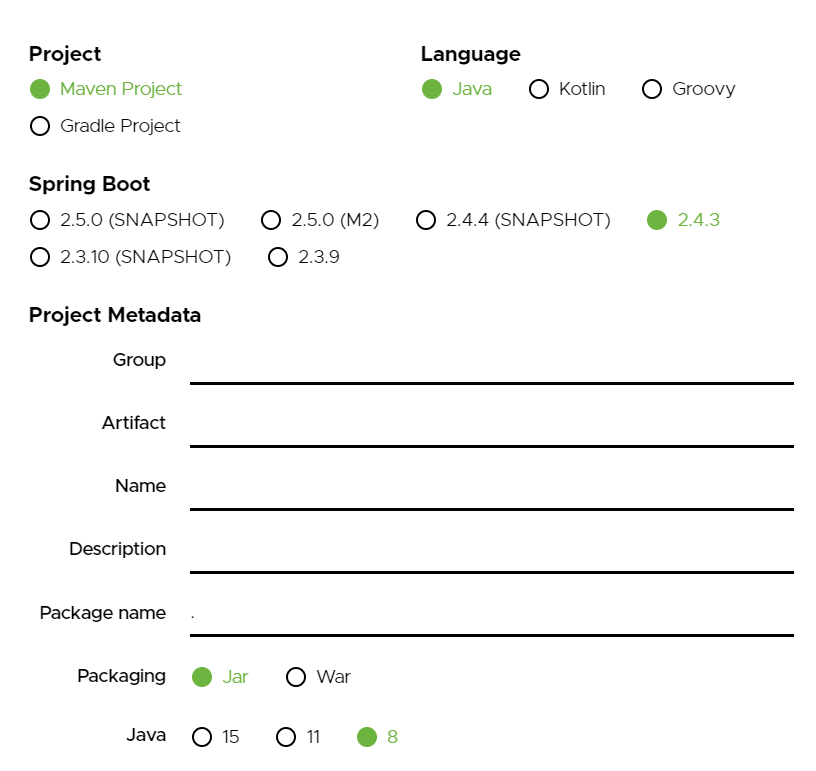 Project
Language
Maven Project
Java Kotlin Groovy
Gradle Project
Spring Boot
2.5.0 (SNAPSHOT) 2.5.0 (M2) 2.4.4 (SNAPSHOT) 2.4.3
2.3.10 (SNAPSHOT) 2.3.9
Project Metadata
Group
Artifact
Name
Description
Package name .
Packaging Jar War
Java 15 11 8